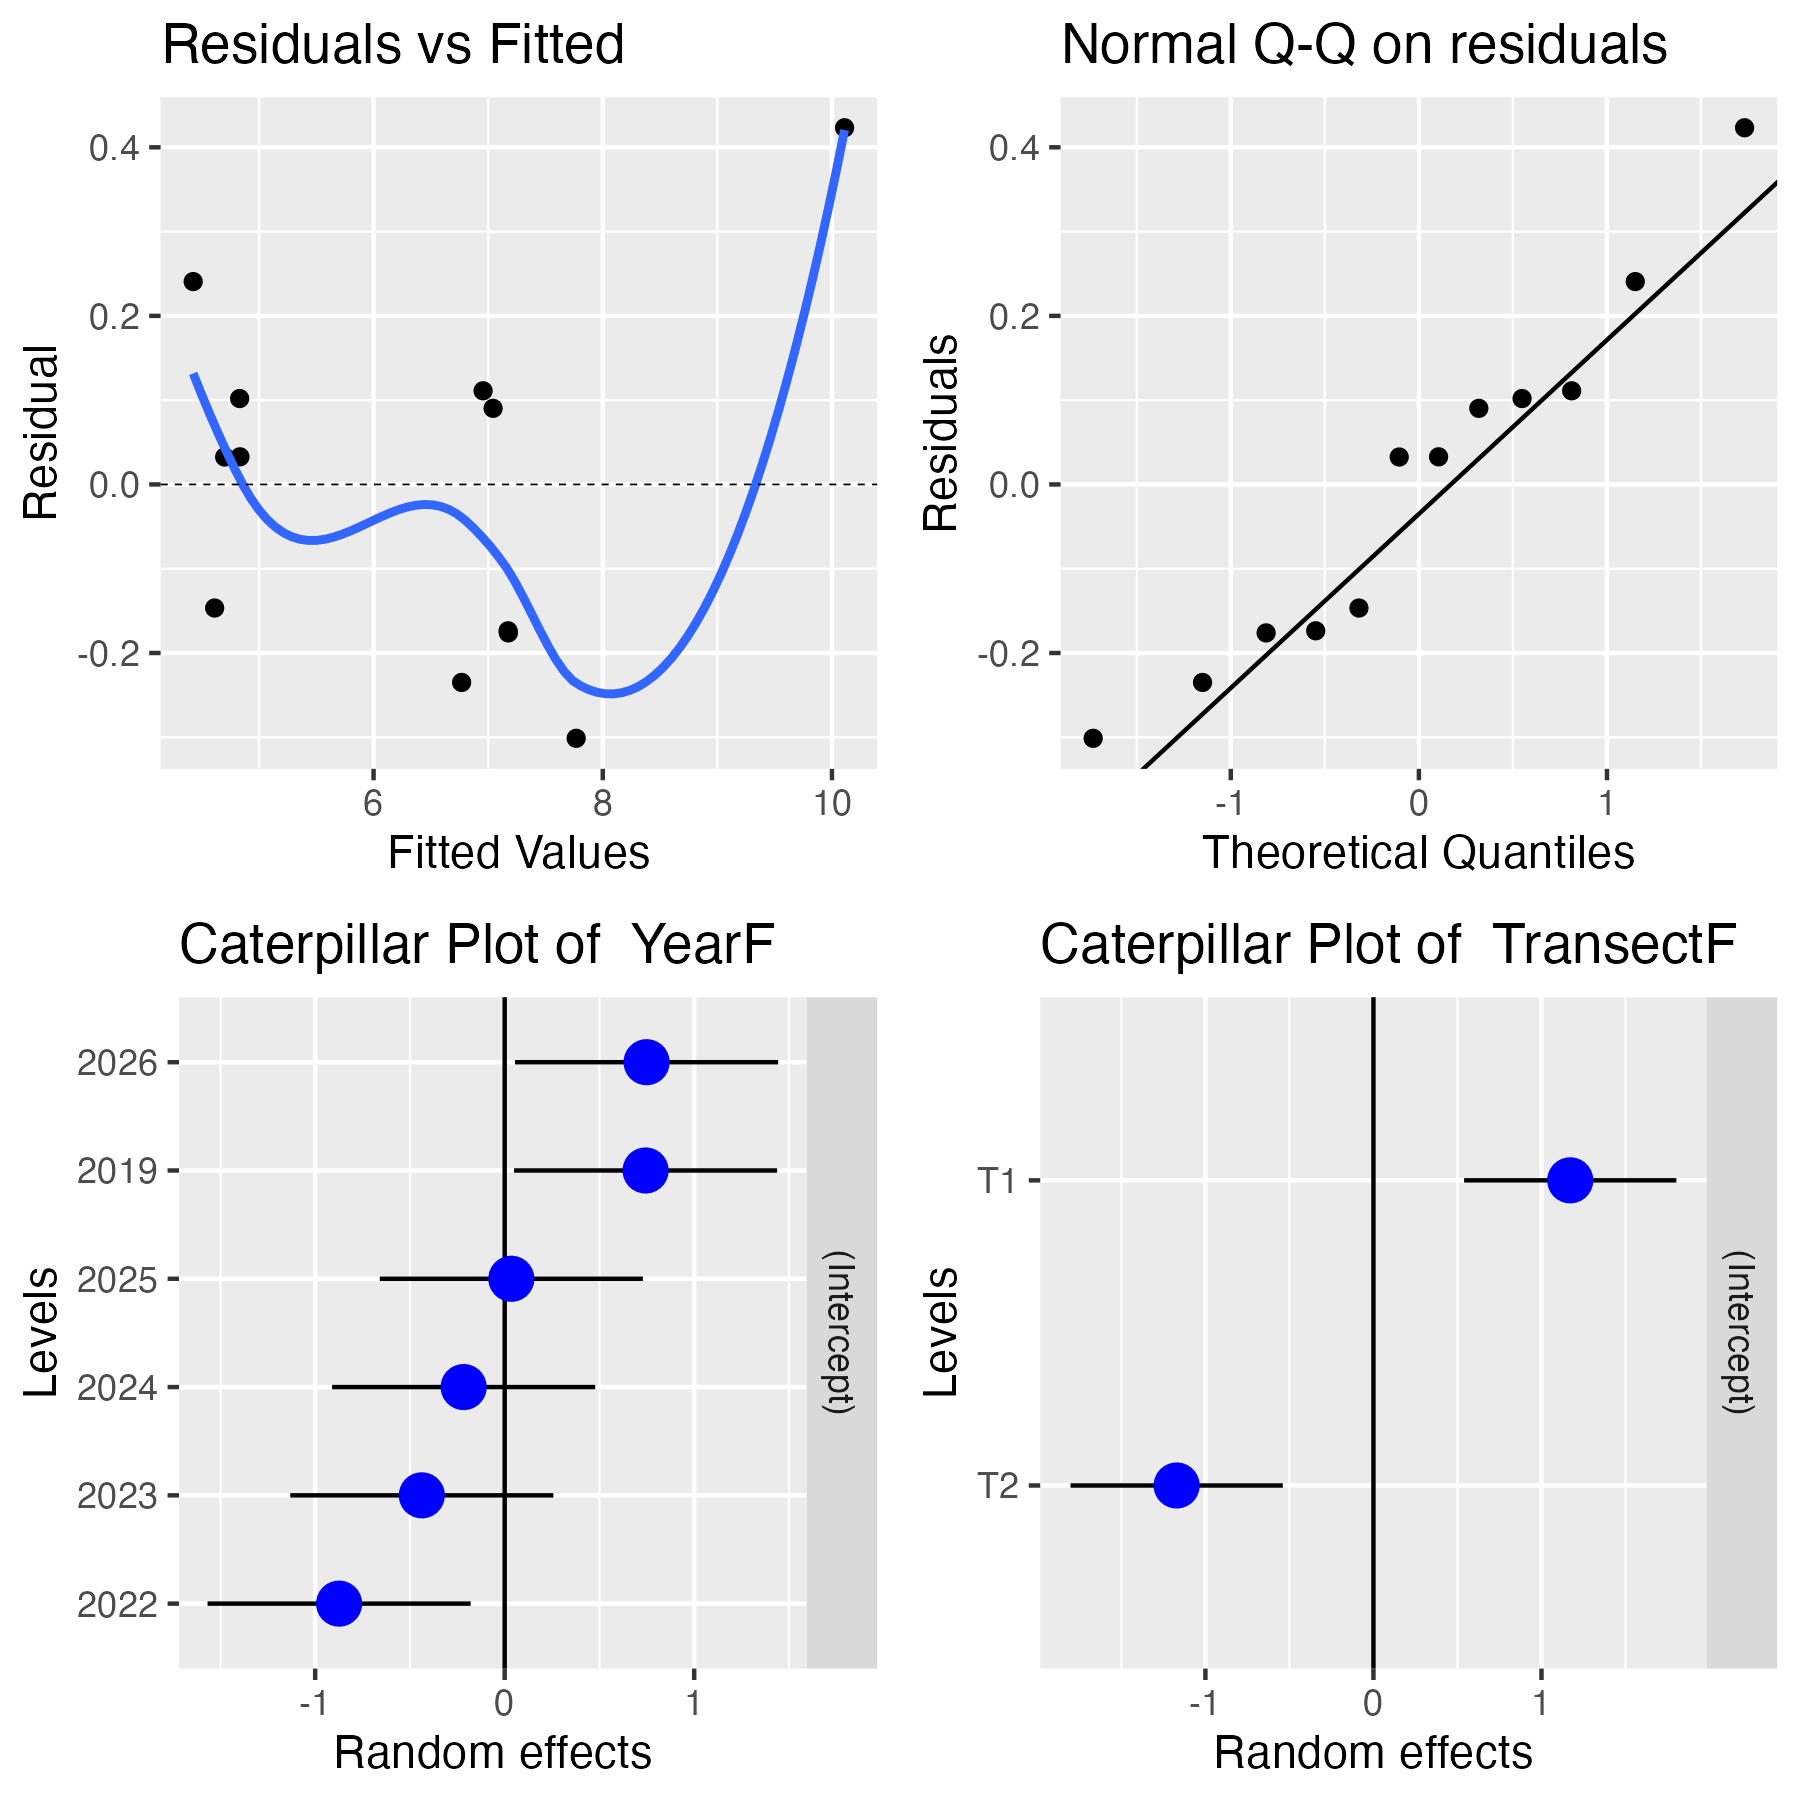 Residuals vs Fitted
Residual
0.4
0.2
0.0
-0.2
6 8 10
Fitted Values
Normal Q-Q on residuals
Residuals
0.4
0.2
0.0
-0.2
-1 0 1
Theoretical Quantiles
Caterpillar Plot of  YearF
Levels
2026
2019
2025
2024
2023
2022
(Intercept)
-1 0 1
Random effects
Caterpillar Plot of  TransectF
Levels
T1
T2
(Intercept)
-1 0 1
Random effects